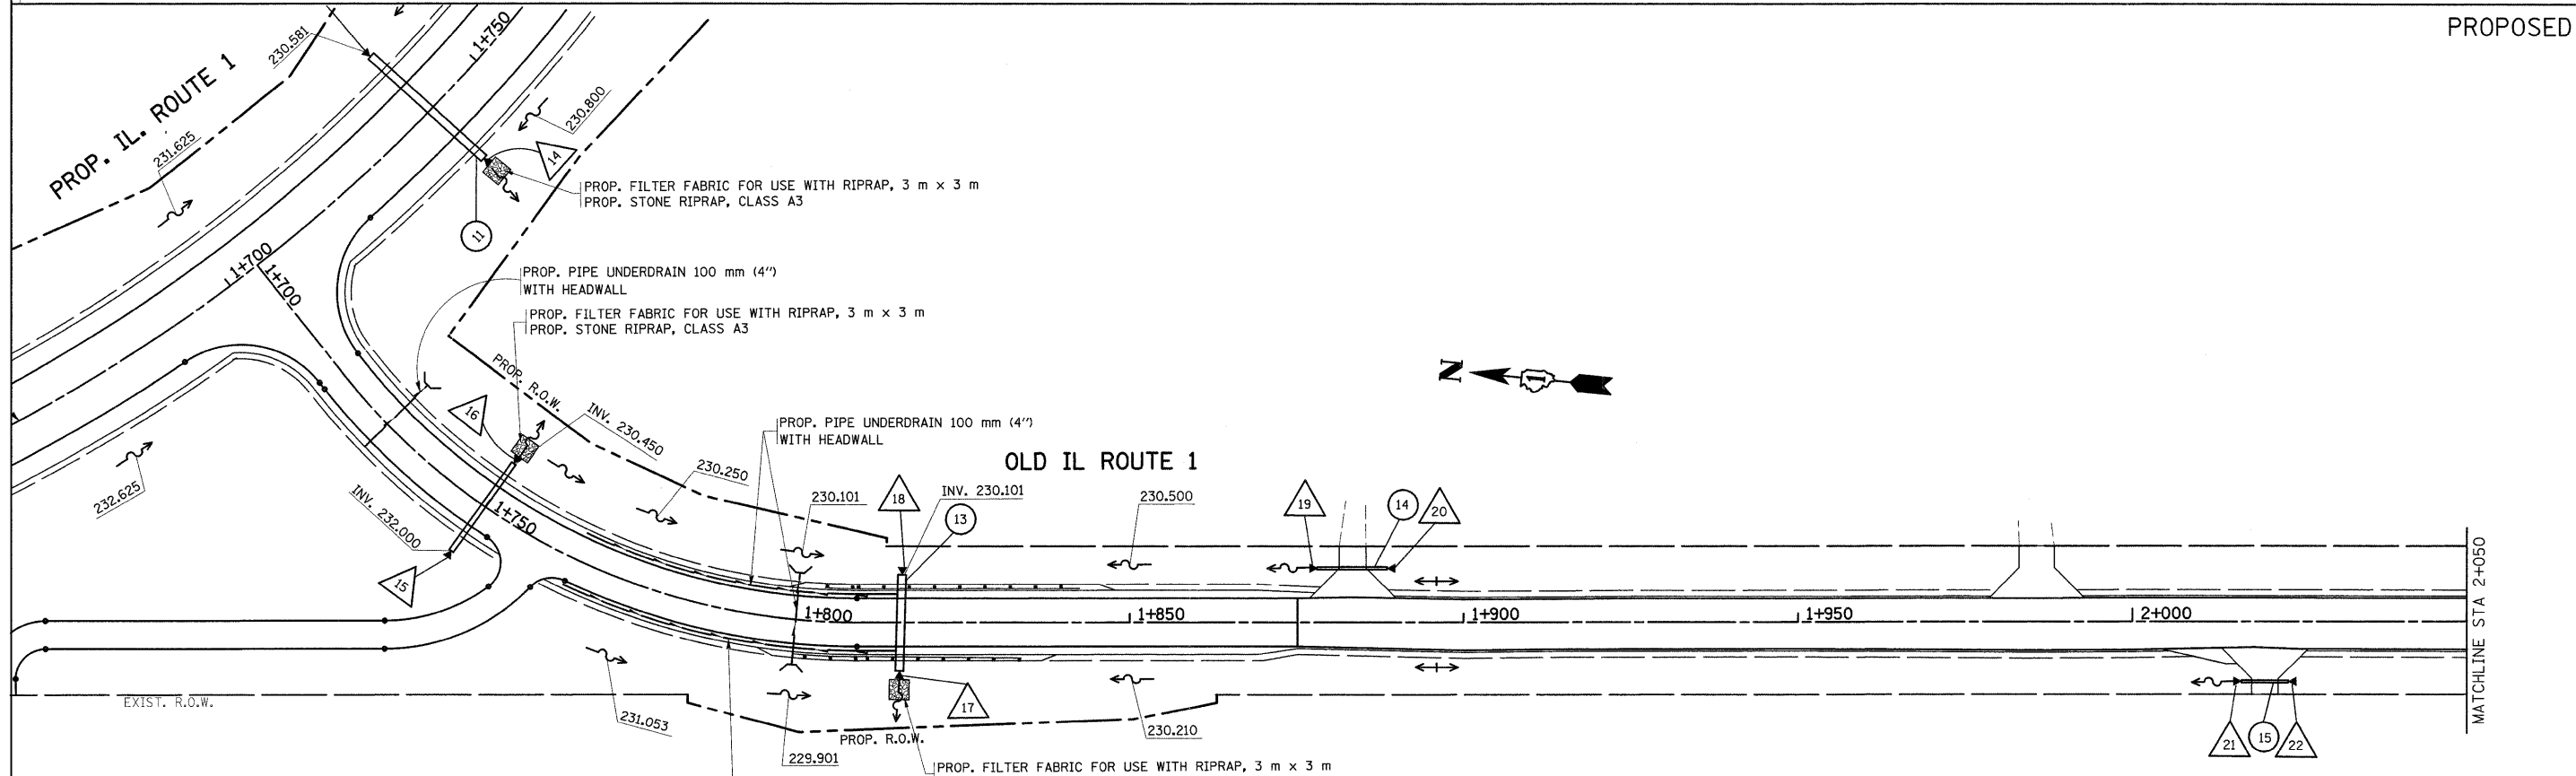 PROPOSED
230.581
1+750
PROP. IL. ROUTE 1
231.625
230.800
14
PROP. FILTER FABRIC FOR USE WITH RIPRAP, 3 m x 3 m
PROP. STONE RIPRAP, CLASS A3
11
1+700
1+700
PROP. PIPE UNDERDRAIN 100 mm (4")
WITH HEADWALL
PROP. FILTER FABRIC FOR USE WITH RIPRAP, 3 m x 3 m
PROP. STONE RIPRAP, CLASS A3
PROP. R.O.W.
N
1
16
INV. 230.450
PROP. PIPE UNDERDRAIN 100 mm (4")
WITH HEADWALL
OLD IL ROUTE 1
232.625
INV. 232.000
1+750
230.250
230.101
18
INV. 230.101
13
230.500
19
14
20
15
1+800
1+850
1+900
1+950
2+000
MATCHLINE STA 2+050
EXIST. R.O.W.
231.053
229.901
PROP. R.O.W.
17
230.210
21
15
22
PROP. FILTER FABRIC FOR USE WITH RIPRAP, 3 m x 3 m